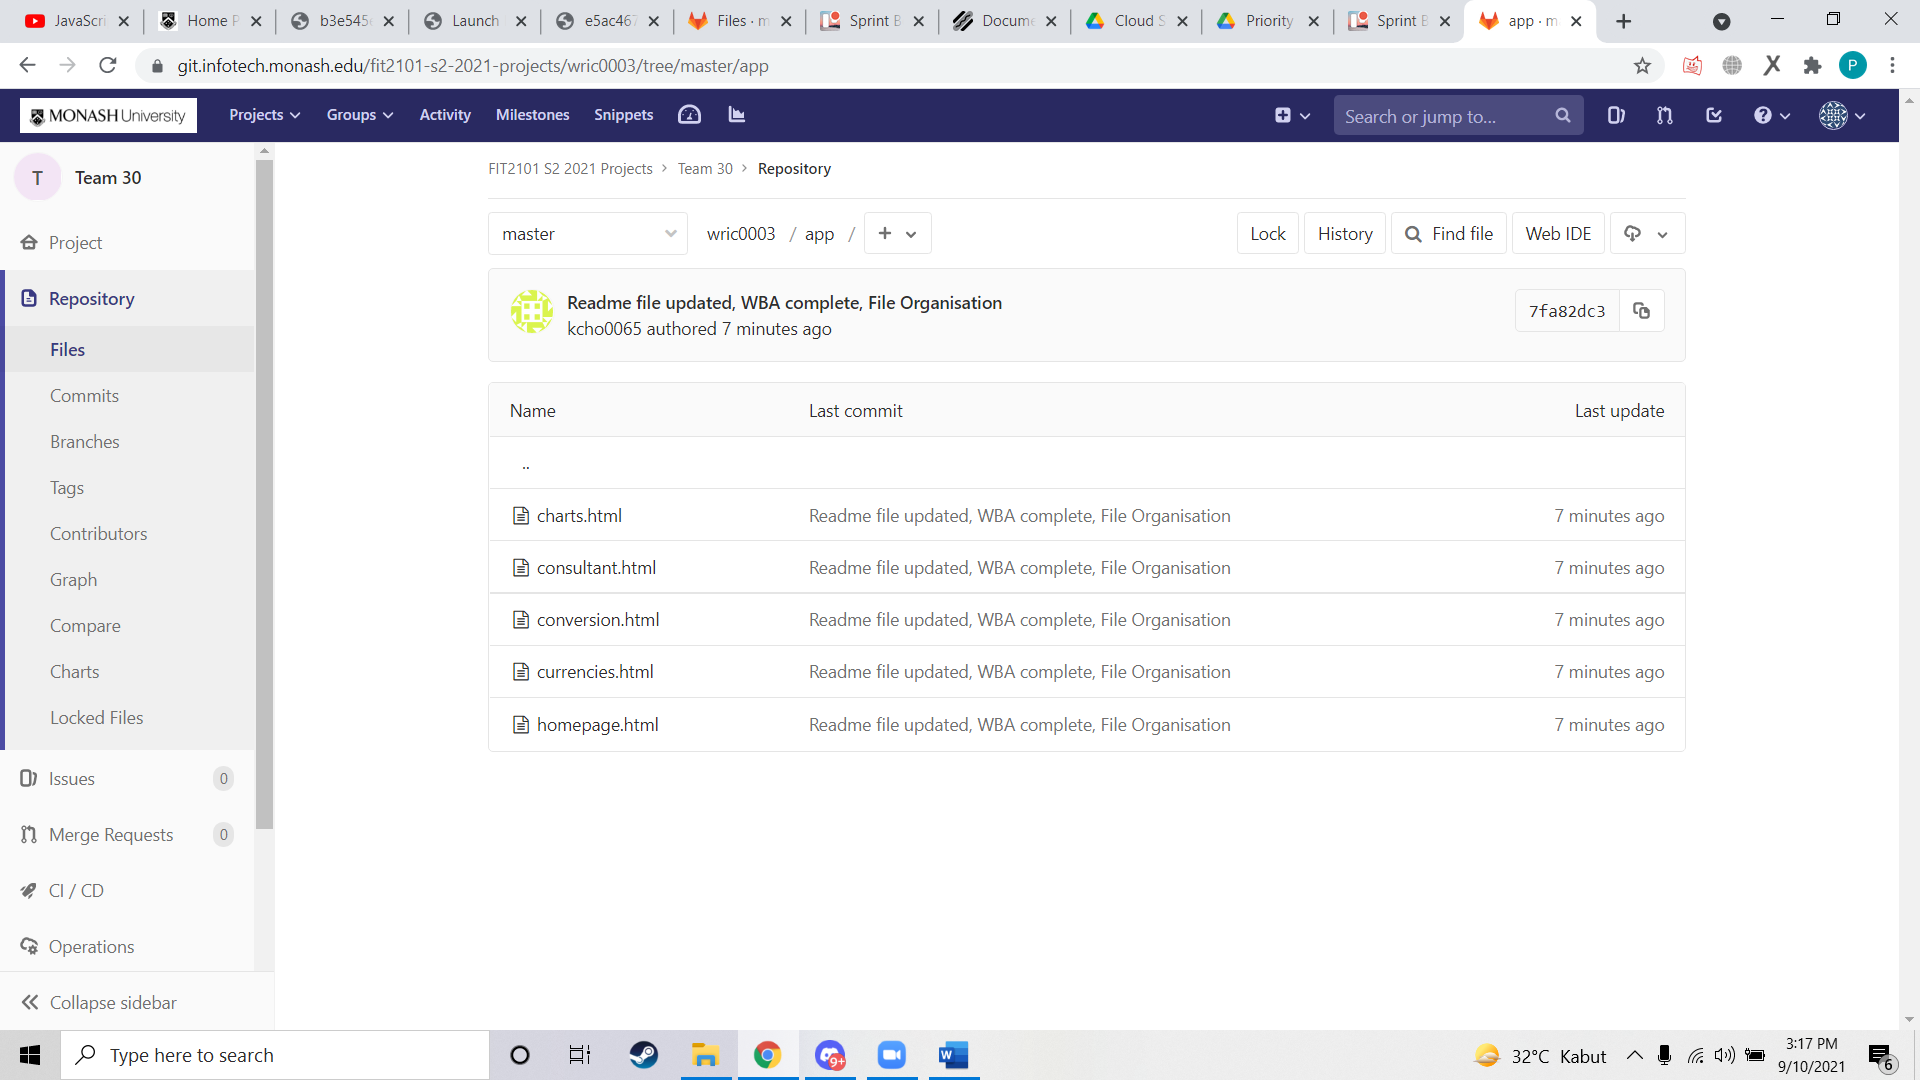 JavaScri
Home P
b3e545e
Launch
e5ac467
Files · m
Sprint B
Docume
Cloud S
Priority
Sprint B
app · m
git.infotech.monash.edu/fit2101-s2-2021-projects/wric0003/tree/master/app
P
MONASH University
Projects
Groups
Activity
Milestones
Snippets
Search or jump to...
T
Team 30
Project
Repository
Files
Commits
Branches
Tags
Contributors
Graph
Compare
Charts
Locked Files
Issues 0
Merge Requests 0
CI / CD
Operations
Collapse sidebar
FIT2101 S2 2021 Projects > Team 30 > Repository
master
wric0003 / app /
Lock
History
Find file
Web IDE
Readme file updated, WBA complete, File Organisation
kcho0065 authored 7 minutes ago
7fa82dc3
Name Last commit Last update
..
charts.html Readme file updated, WBA complete, File Organisation 7 minutes ago
consultant.html Readme file updated, WBA complete, File Organisation 7 minutes ago
conversion.html Readme file updated, WBA complete, File Organisation 7 minutes ago
currencies.html Readme file updated, WBA complete, File Organisation 7 minutes ago
homepage.html Readme file updated, WBA complete, File Organisation 7 minutes ago
Type here to search
9+
W
32°C Kabut
3:17 PM
9/10/2021
6